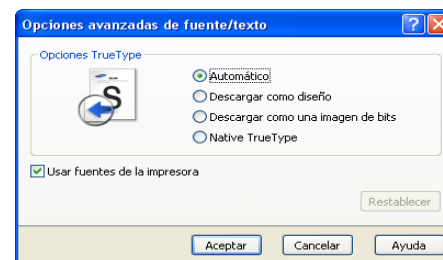 Opciones avanzadas de fuente/texto
Opciones TrueType
S
Automático
Descargar como diseño
Descargar como una imagen de bits
Native TrueType
Usar fuentes de la impresora
Restablecer
Aceptar Cancelar Ayuda